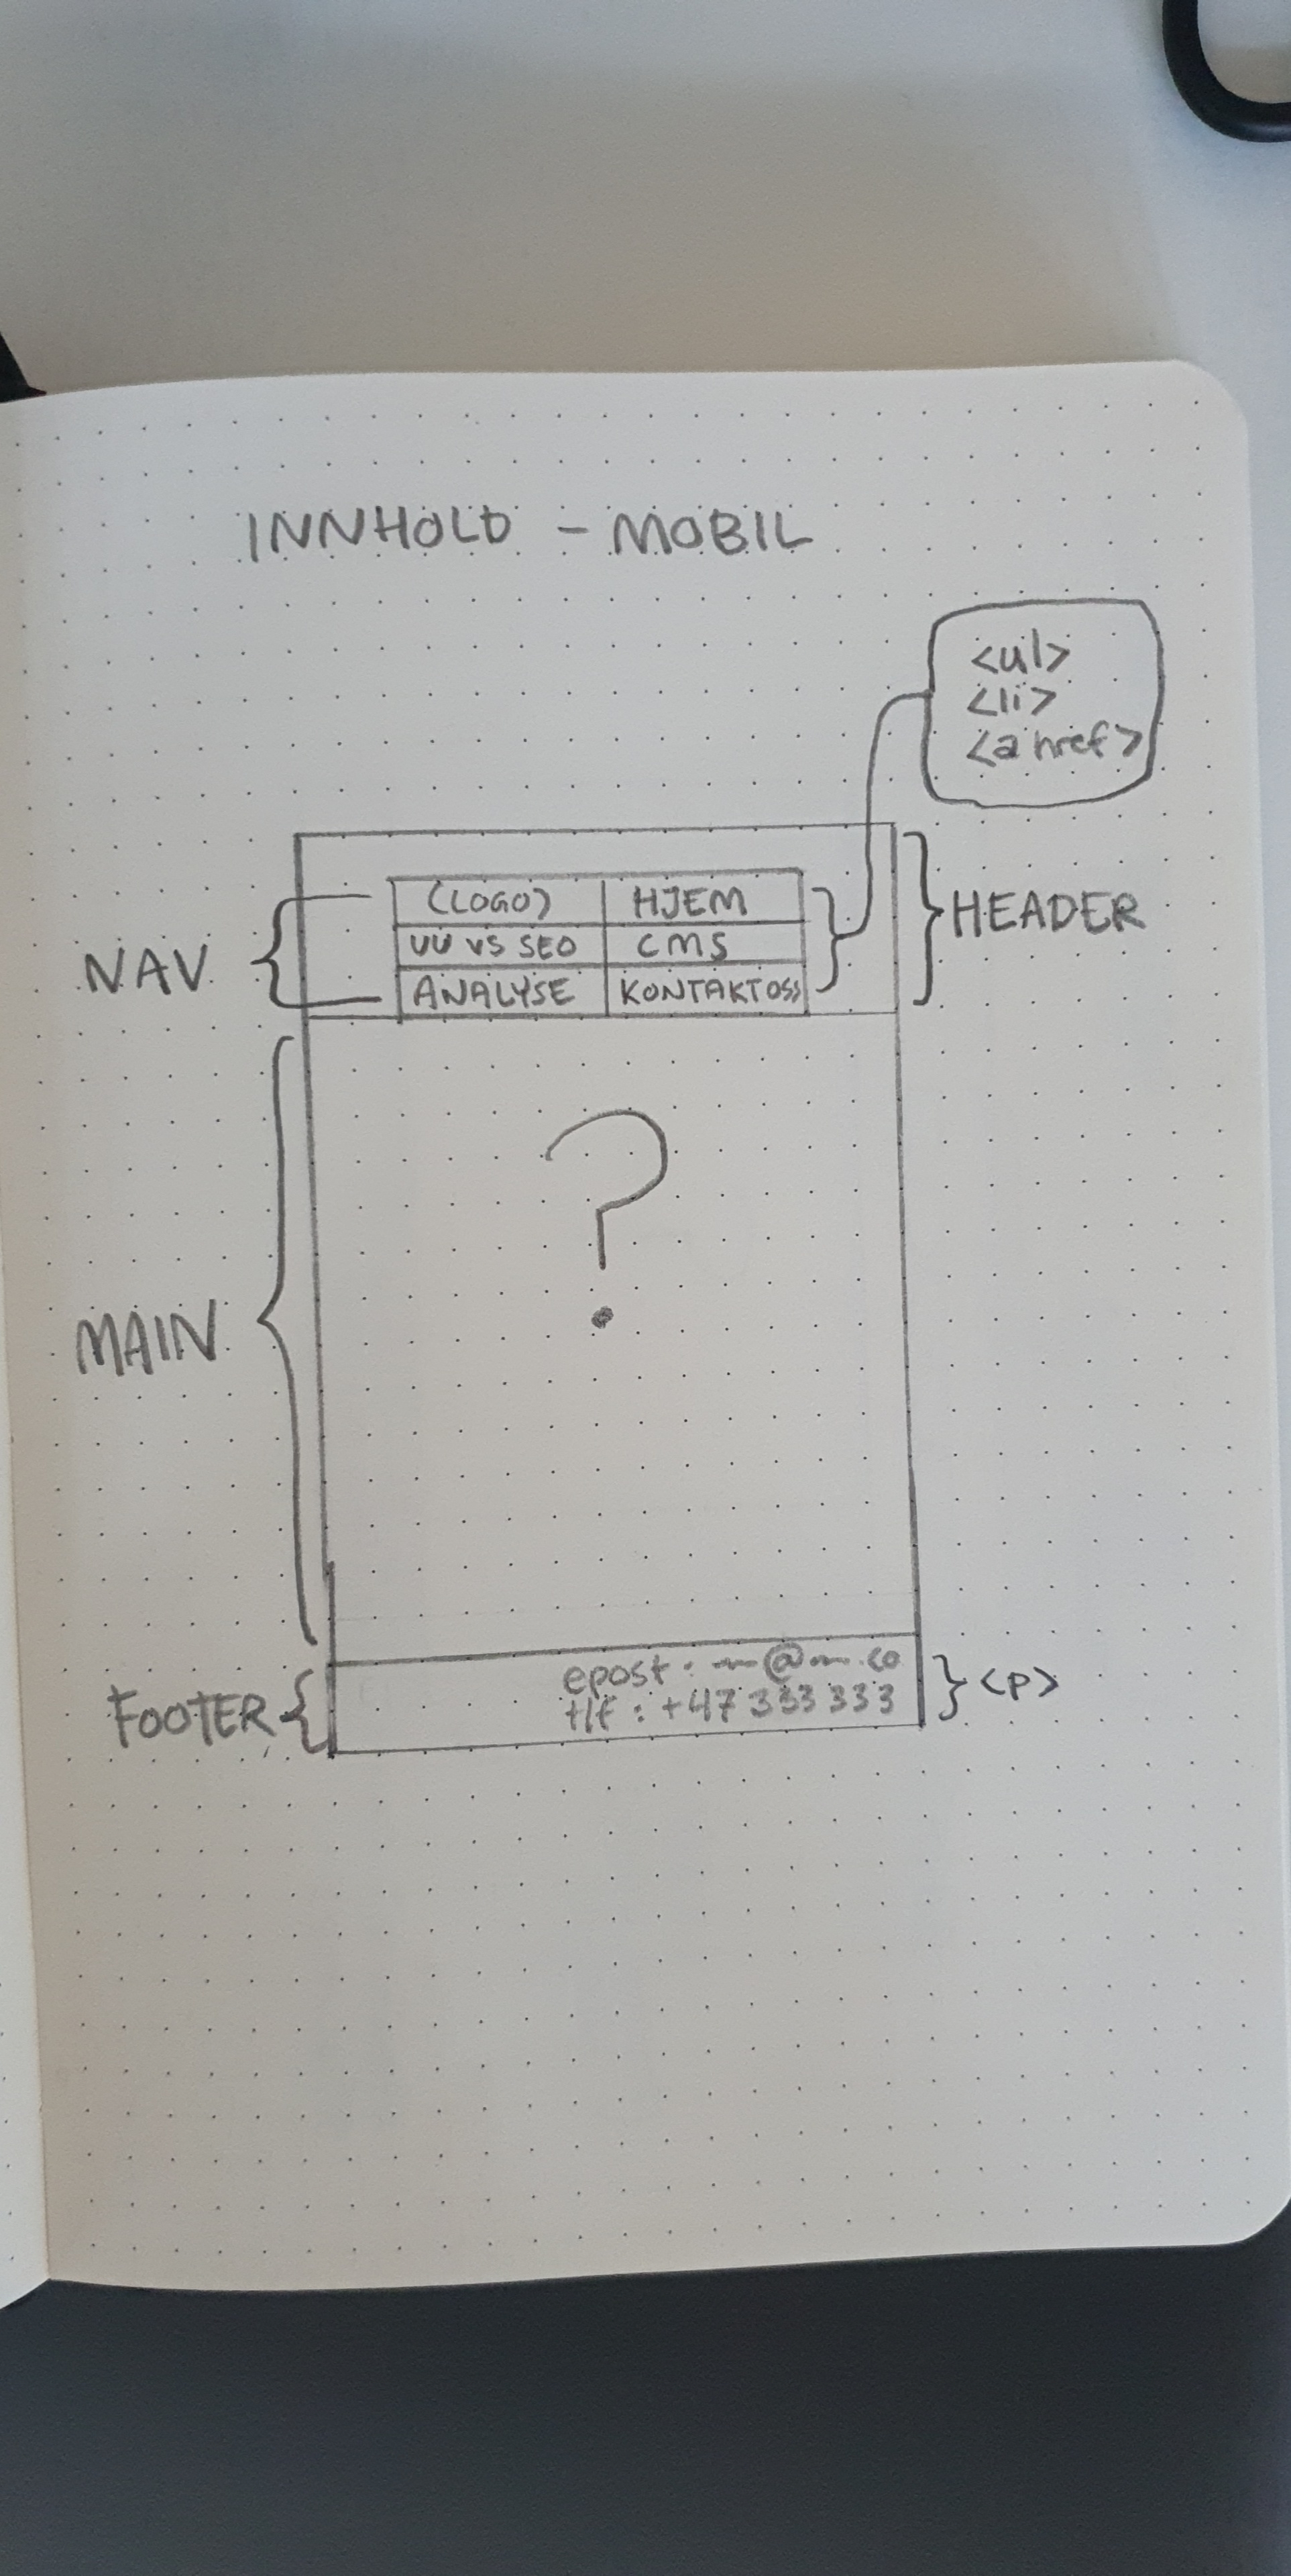 INNHOLD - MOBIL
<ul>
<li>
<a href>
(LOGO) HJEM
UU VS SEO CMS
ANALYSE KONTAKT OSS
NAV
HEADER
?
MAIN
epost: @ .co
tlf: +47 333 333
FOOTER
<p>